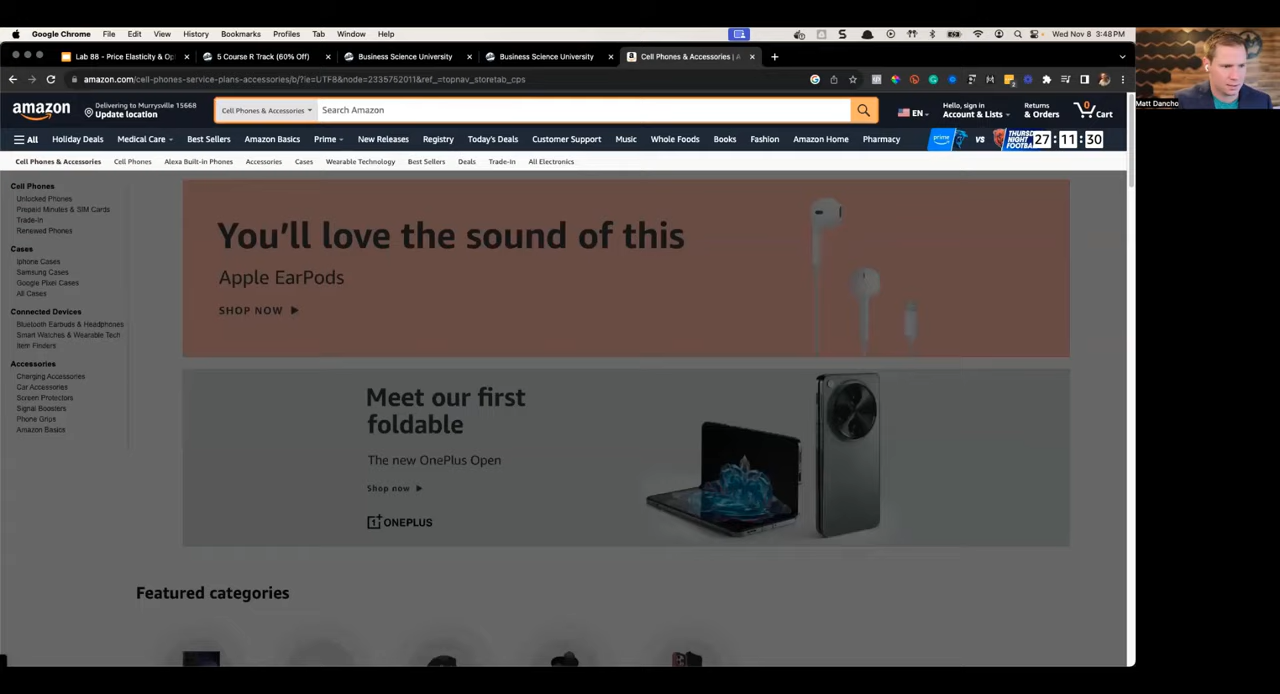 Google Chrome File Edit View History Bookmarks Profiles Tab Window Help Wed Nov 8 3:48PM
Lab 88 - Price Elasticity & Op
5 Course R Track (60% Off)
Business Science University
Business Science University
Cell Phones & Accessories | A
amazon.com/cell-phones-service-plans-accessories/b/?ie=UTF8&node=2335752011&ref_=topnav_storetab_cps
Matt Dancho
amazon
Delivering to Murrysville 15668
Update location
Cell Phones & Accessories
Search Amazon
EN
Hello, sign in
Account & Lists
Returns
& Orders
0
Cart
All Holiday Deals Medical Care Best Sellers Amazon Basics Prime New Releases Registry Today's Deals Customer Support Music Whole Foods Books Fashion Amazon Home Pharmacy
prime VS THURSDAY NIGHT FOOTBALL 27 : 11 : 30
Cell Phones & Accessories Cell Phones Alexa Built-in Phones Accessories Cases Wearable Technology Best Sellers Deals Trade-In All Electronics
Cell Phones
Unlocked Phones
Prepaid Minutes & SIM Cards
Trade-In
Renewed Phones
Cases
Iphone Cases
Samsung Cases
Google Pixel Cases
All Cases
Connected Devices
Bluetooth Earbuds & Headphones
Smart Watches & Wearable Tech
Item Finders
Accessories
Charging Accessories
Car Accessories
Screen Protectors
Signal Boosters
Phone Grips
Amazon Basics
You'll love the sound of this
Apple EarPods
SHOP NOW
Meet our first
foldable
The new OnePlus Open
Shop now
ONEPLUS
Featured categories